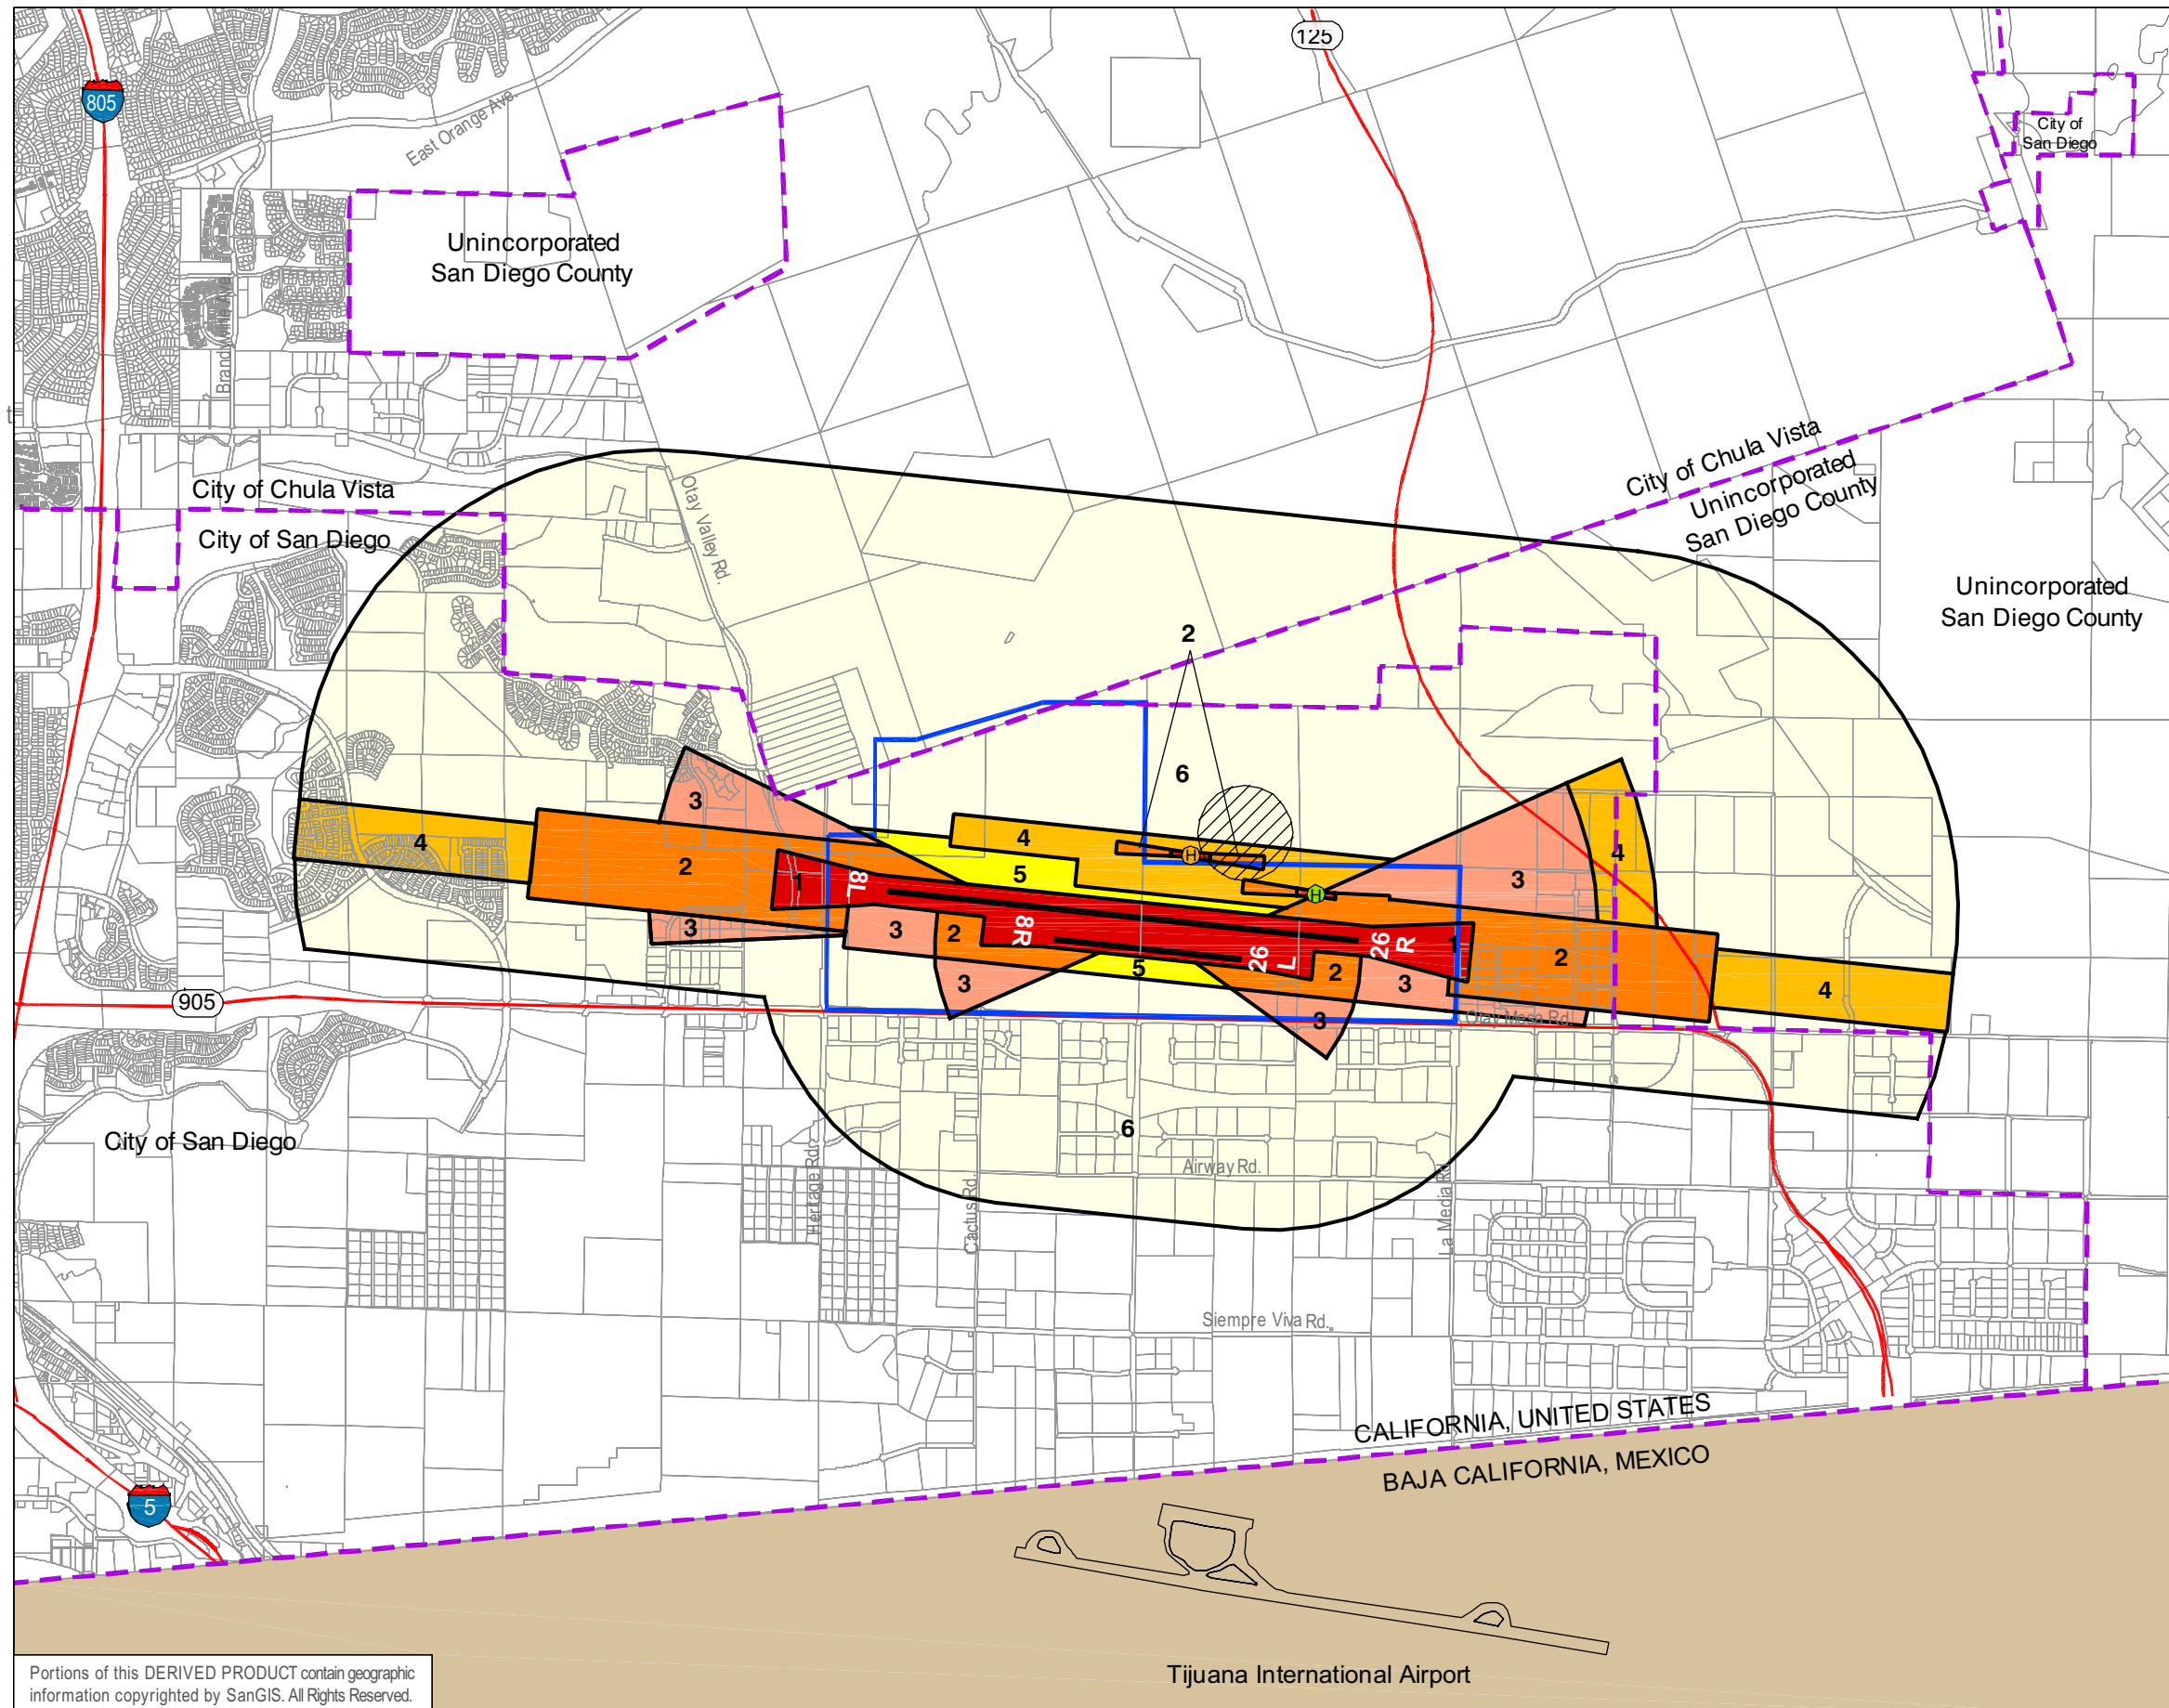 125
805
East Orange Ave.
City of
San Diego
Unincorporated
San Diego County
City of Chula Vista
Unincorporated
San Diego County
Otay Valley Rd.
City of Chula Vista
City of San Diego
Unincorporated
San Diego County
2
6
3
4
4
4
2
5
3
4
H
1
8L
H
3
3
2
8R
26
R
1
2
26
L
5
2
3
3
4
3
905
Otay Mesa Rd.
City of San Diego
6
Airway Rd.
Heritage Rd.
Cactus Rd.
La Media Rd.
Siempre Viva Rd.
CALIFORNIA, UNITED STATES
BAJA CALIFORNIA, MEXICO
5
Tijuana International Airport
Portions of this DERIVED PRODUCT contain geographic
information copyrighted by SanGIS. All Rights Reserved.